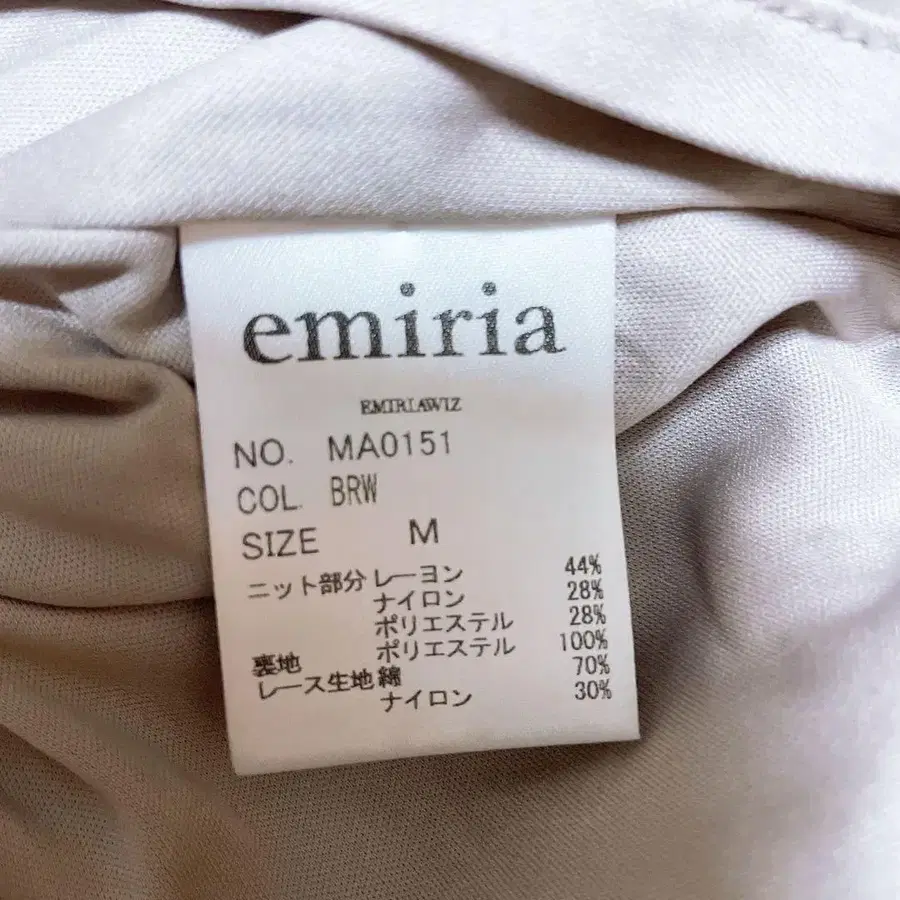 emiria
EMIRIAWIZ
NO. MA0151
COL. BRW
SIZE M
ニット部分 レーヨン 44%
ナイロン 28%
ポリエステル 28%
裏地 ポリエステル 100%
レース生地 綿 70%
ナイロン 30%